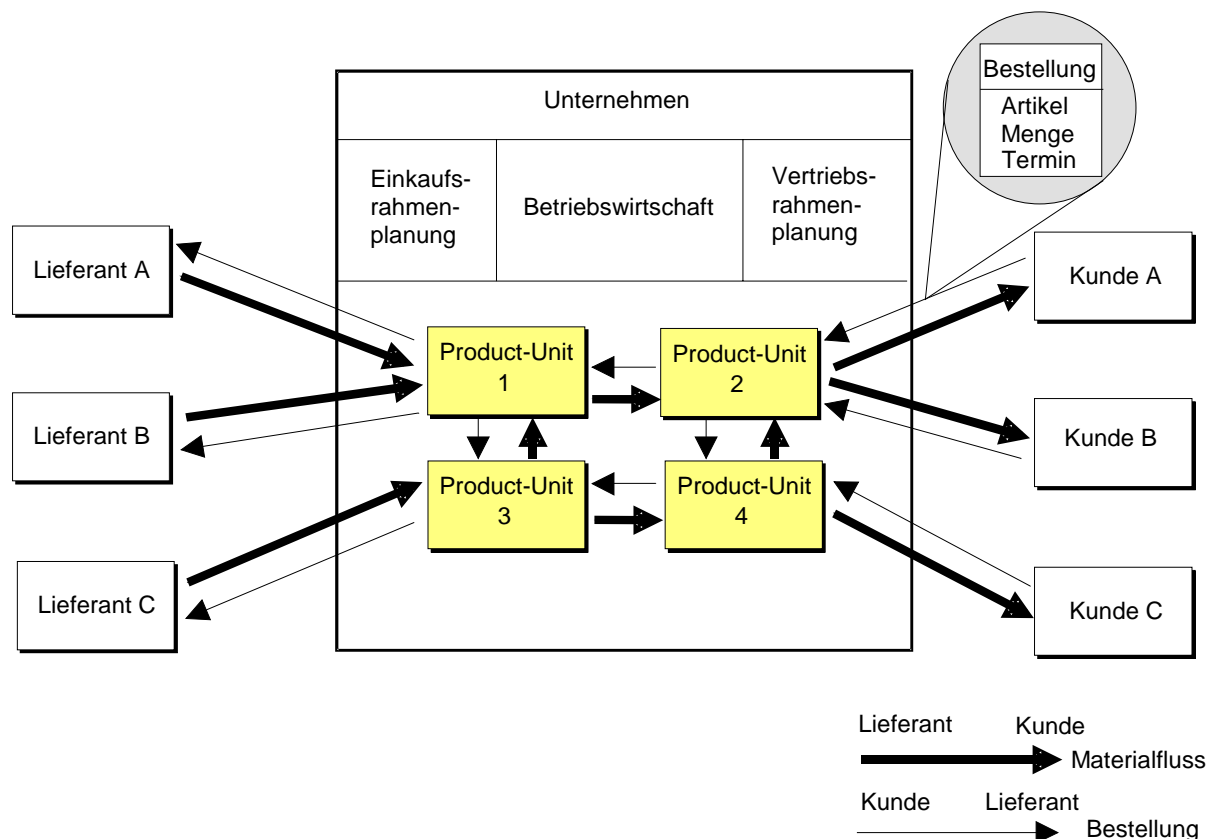 Unternehmen
Einkaufs-
rahmen-
planung
Betriebswirtschaft
Vertriebs-
rahmen-
planung
Bestellung
Artikel
Menge
Termin
Lieferant A
Lieferant B
Lieferant C
Product-Unit
1
Product-Unit
2
Product-Unit
3
Product-Unit
4
Kunde A
Kunde B
Kunde C
Lieferant Kunde
Materialfluss
Kunde Lieferant
Bestellung